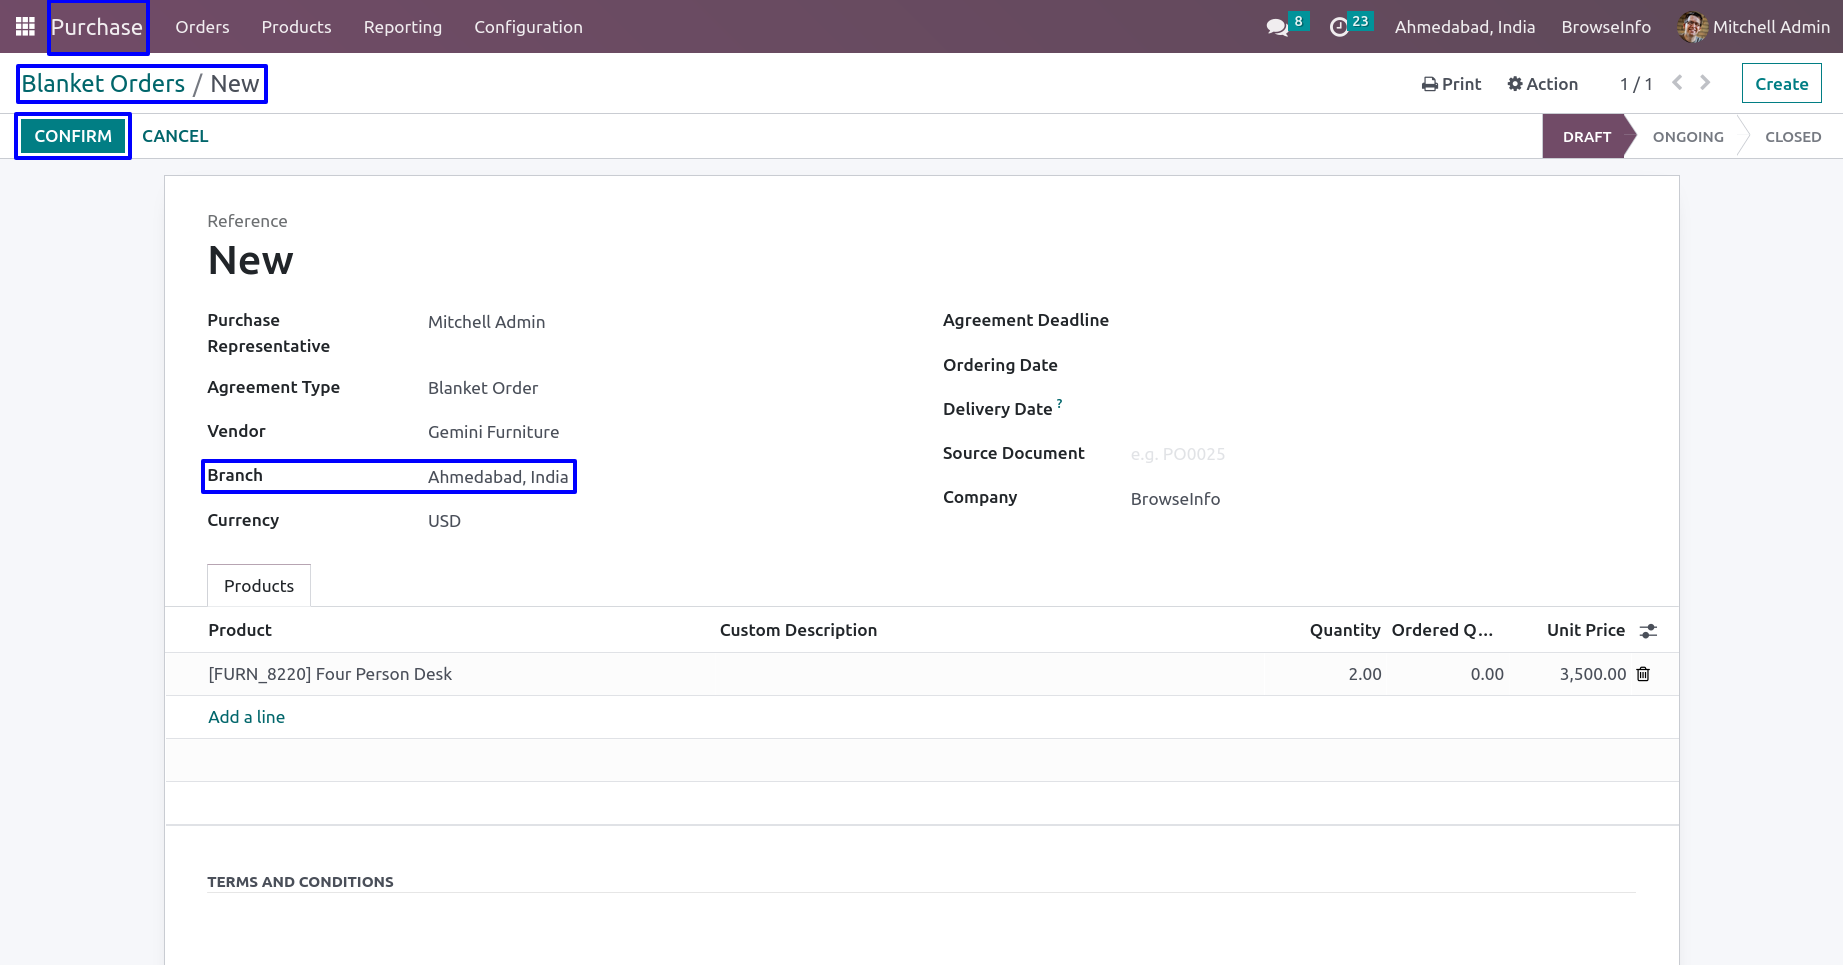 Purchase Orders Products Reporting Configuration 8 23 Ahmedabad, India BrowseInfo Mitchell Admin
Blanket Orders / New Print Action 1 / 1 Create
CONFIRM CANCEL DRAFT ONGOING CLOSED
Reference
New
Purchase Representative Mitchell Admin
Agreement Type Blanket Order
Vendor Gemini Furniture
Branch Ahmedabad, India
Currency USD
Agreement Deadline
Ordering Date
Delivery Date ?
Source Document e.g. PO0025
Company BrowseInfo
Products
Product Custom Description Quantity Ordered Q... Unit Price
[FURN_8220] Four Person Desk 2.00 0.00 3,500.00
Add a line
TERMS AND CONDITIONS